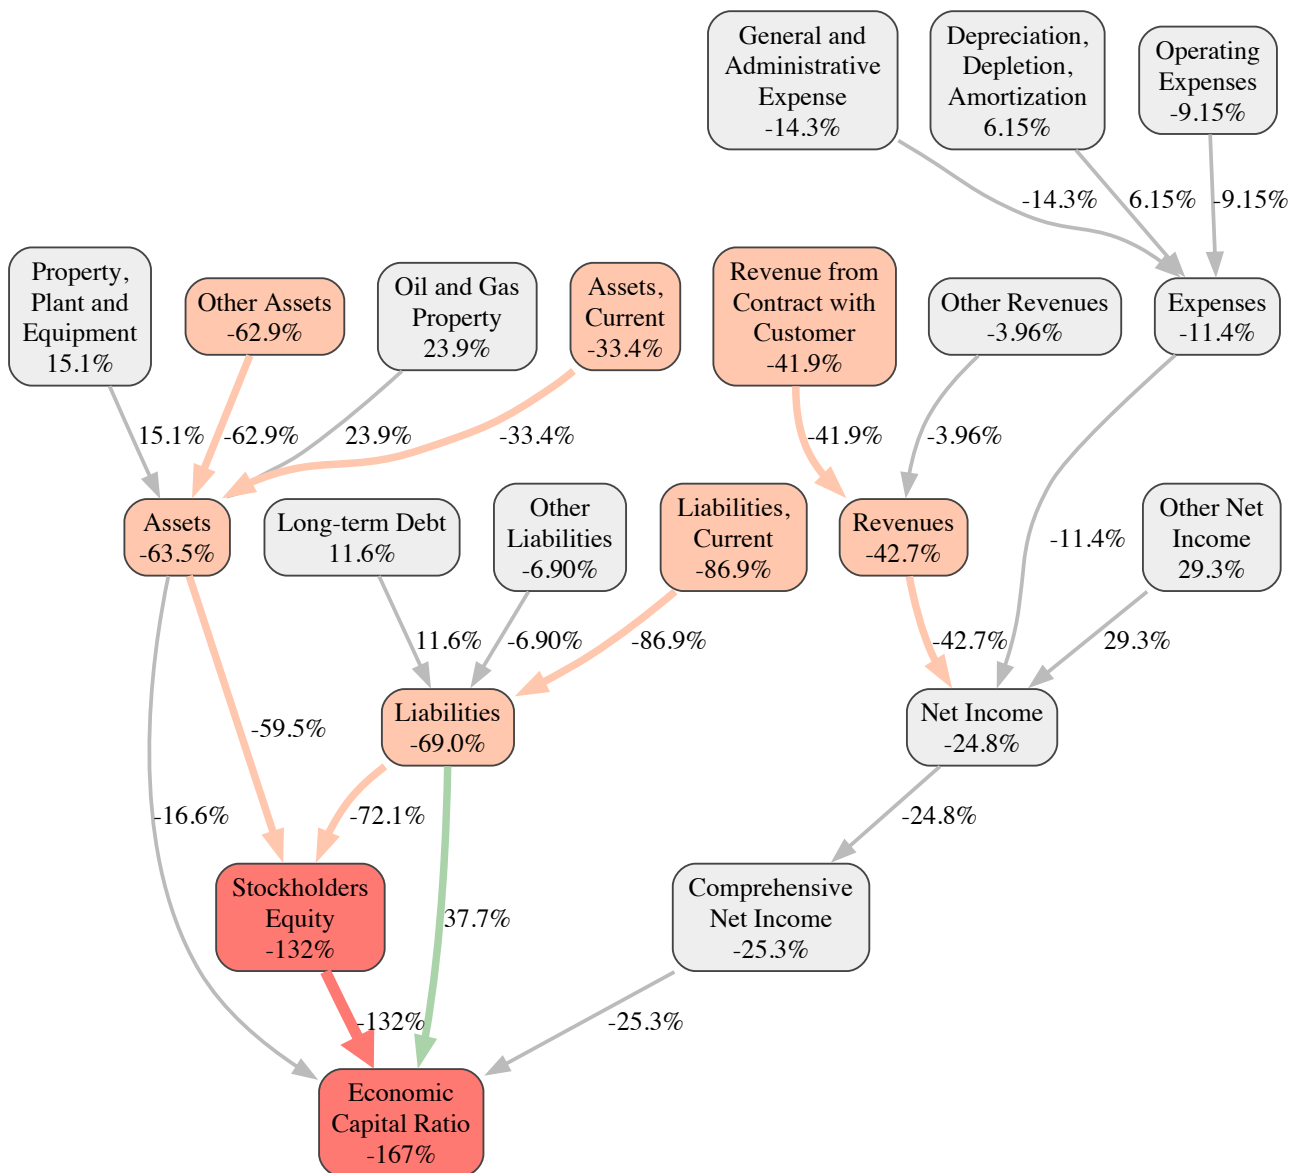 General and
Administrative
Expense
-14.3%
Depreciation,
Depletion,
Amortization
6.15%
Operating
Expenses
-9.15%
-14.3%
6.15%
-9.15%
Property,
Plant and
Equipment
15.1%
Other Assets
-62.9%
Oil and Gas
Property
23.9%
Assets,
Current
-33.4%
Revenue from
Contract with
Customer
-41.9%
Other Revenues
-3.96%
Expenses
-11.4%
15.1%
-62.9%
23.9%
-33.4%
-41.9%
-3.96%
Assets
-63.5%
Long-term Debt
11.6%
Other
Liabilities
-6.90%
Liabilities,
Current
-86.9%
Revenues
-42.7%
-11.4%
Other Net
Income
29.3%
11.6%
-6.90%
-86.9%
-42.7%
29.3%
-59.5%
Liabilities
-69.0%
Net Income
-24.8%
-16.6%
-72.1%
-24.8%
Stockholders
Equity
-132%
37.7%
Comprehensive
Net Income
-25.3%
-132%
-25.3%
Economic
Capital Ratio
-167%